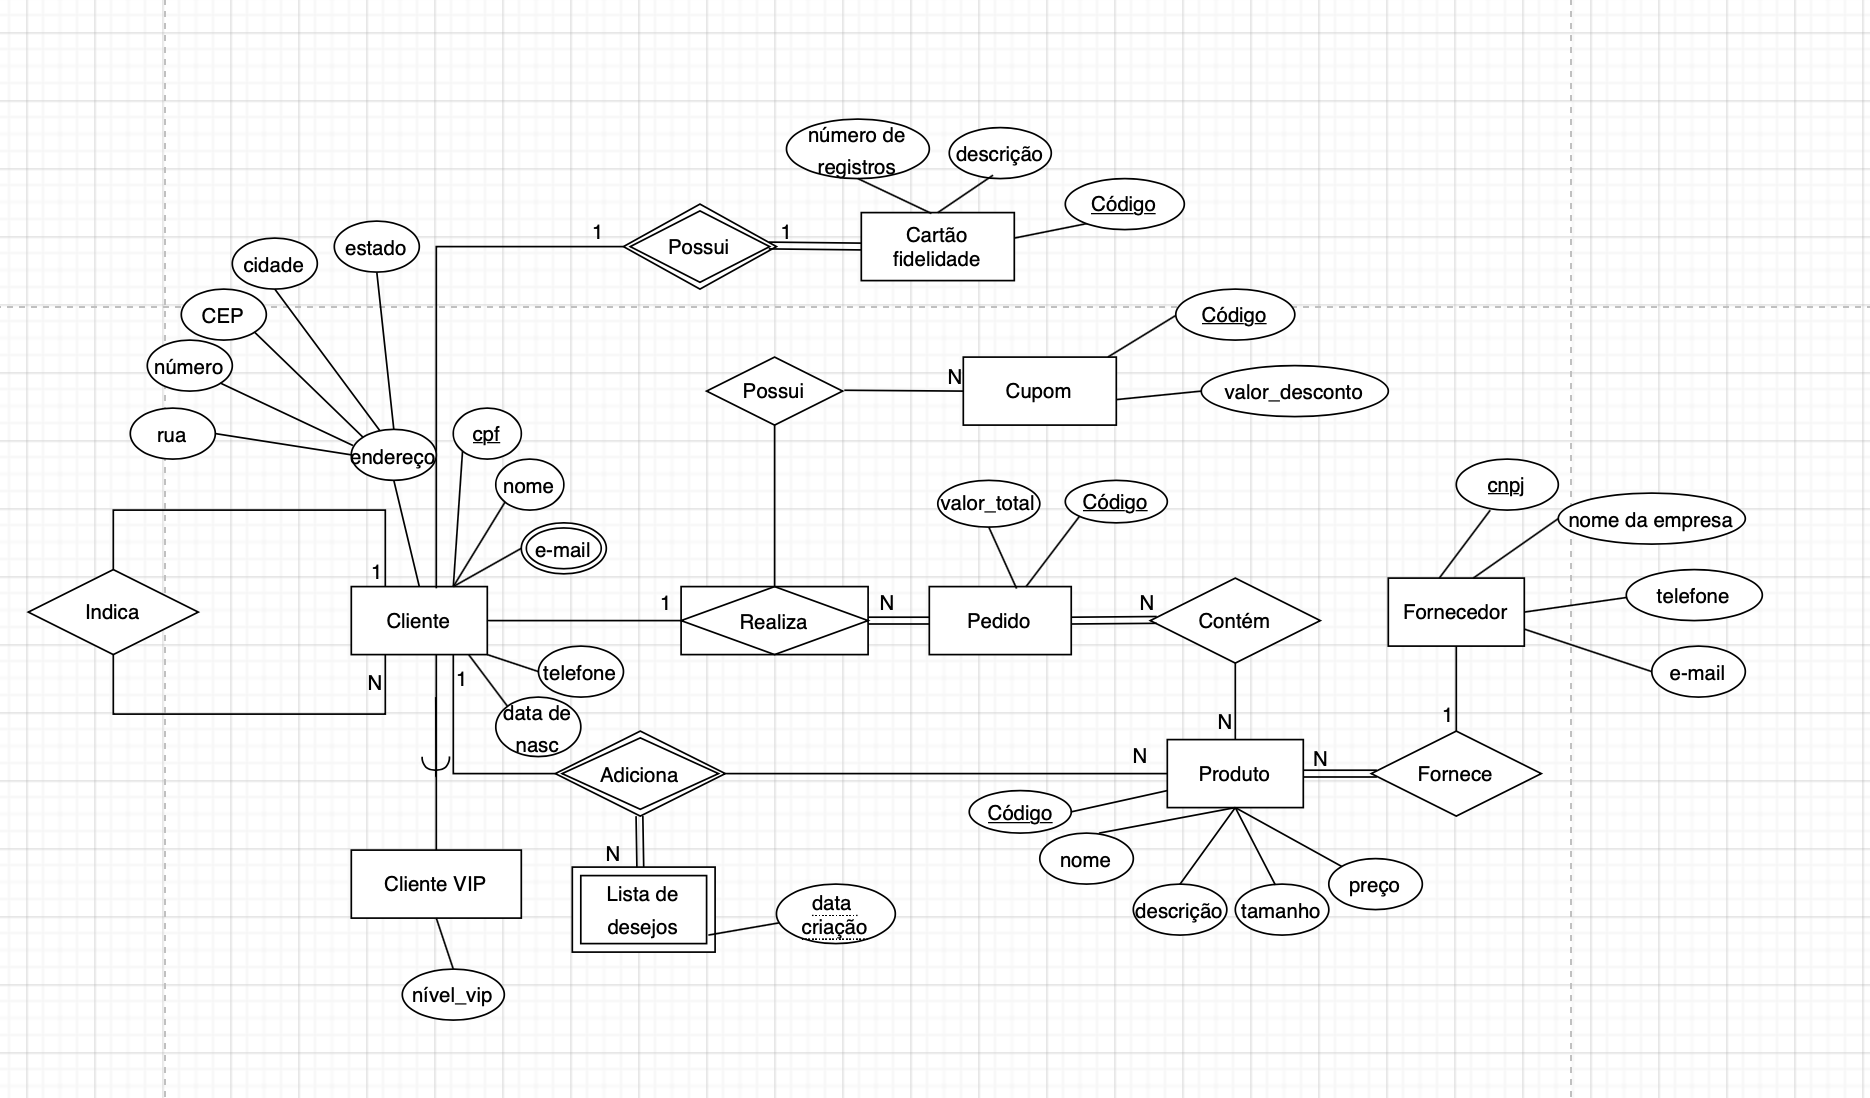 número de
registros
descrição
Código
1
Possui
1
Cartão
fidelidade
estado
cidade
CEP
número
rua
endereço
Código
Possui
N
Cupom
valor_desconto
cpf
nome
e-mail
valor_total
Código
cnpj
nome da empresa
telefone
e-mail
Fornecedor
1
Indica
Cliente
1
Realiza
N
Pedido
N
Contém
N
1
telefone
data de
nasc
N
1
Adiciona
N
Produto
N
Fornece
Código
nome
descrição
tamanho
preço
N
Lista de
desejos
data
criação
Cliente VIP
nível_vip